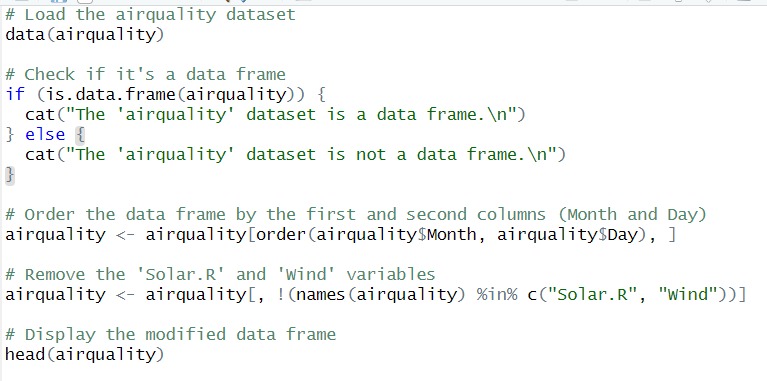 # Load the airquality dataset
data(airquality)
# Check if it's a data frame
if (is.data.frame(airquality)) {
  cat("The 'airquality' dataset is a data frame.\n")
} else {
  cat("The 'airquality' dataset is not a data frame.\n")
}
# Order the data frame by the first and second columns (Month and Day)
airquality <- airquality[order(airquality$Month, airquality$Day), ]
# Remove the 'Solar.R' and 'Wind' variables
airquality <- airquality[, !(names(airquality) %in% c("Solar.R", "Wind"))]
# Display the modified data frame
head(airquality)